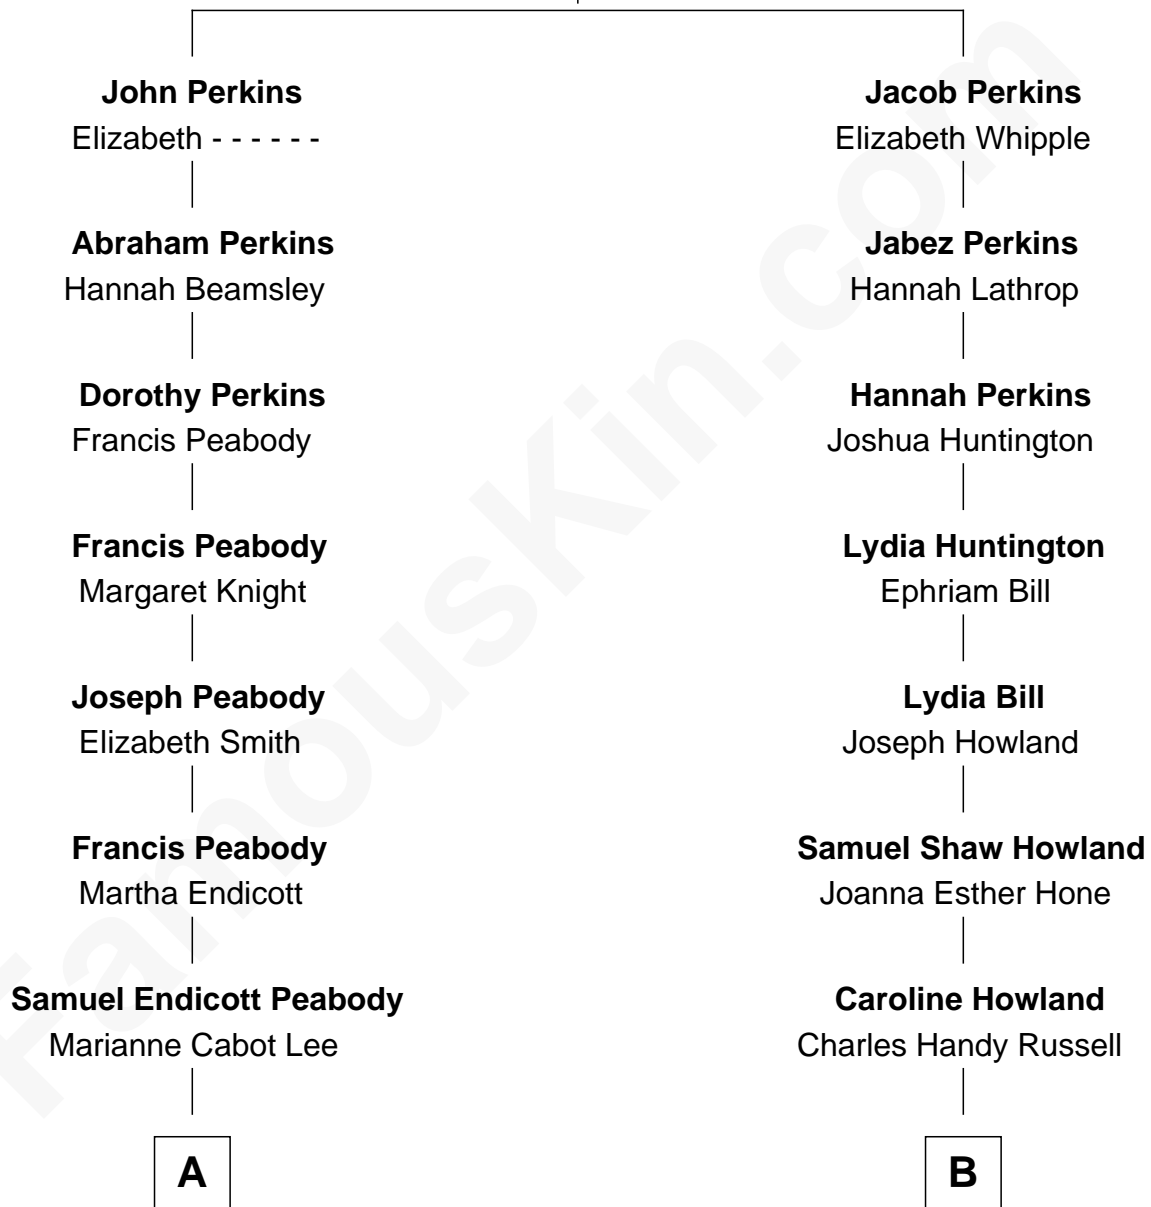 John Perkins
Elizabeth - - - - - -
Jacob Perkins
Elizabeth Whipple
Abraham Perkins
Hannah Beamsley
Jabez Perkins
Hannah Lathrop
Dorothy Perkins
Francis Peabody
Hannah Perkins
Joshua Huntington
Francis Peabody
Margaret Knight
Lydia Huntington
Ephriam Bill
Joseph Peabody
Elizabeth Smith
Lydia Bill
Joseph Howland
Francis Peabody
Martha Endicott
Samuel Shaw Howland
Joanna Esther Hone
Samuel Endicott Peabody
Marianne Cabot Lee
Caroline Howland
Charles Handy Russell
A
B
FamousKin.com